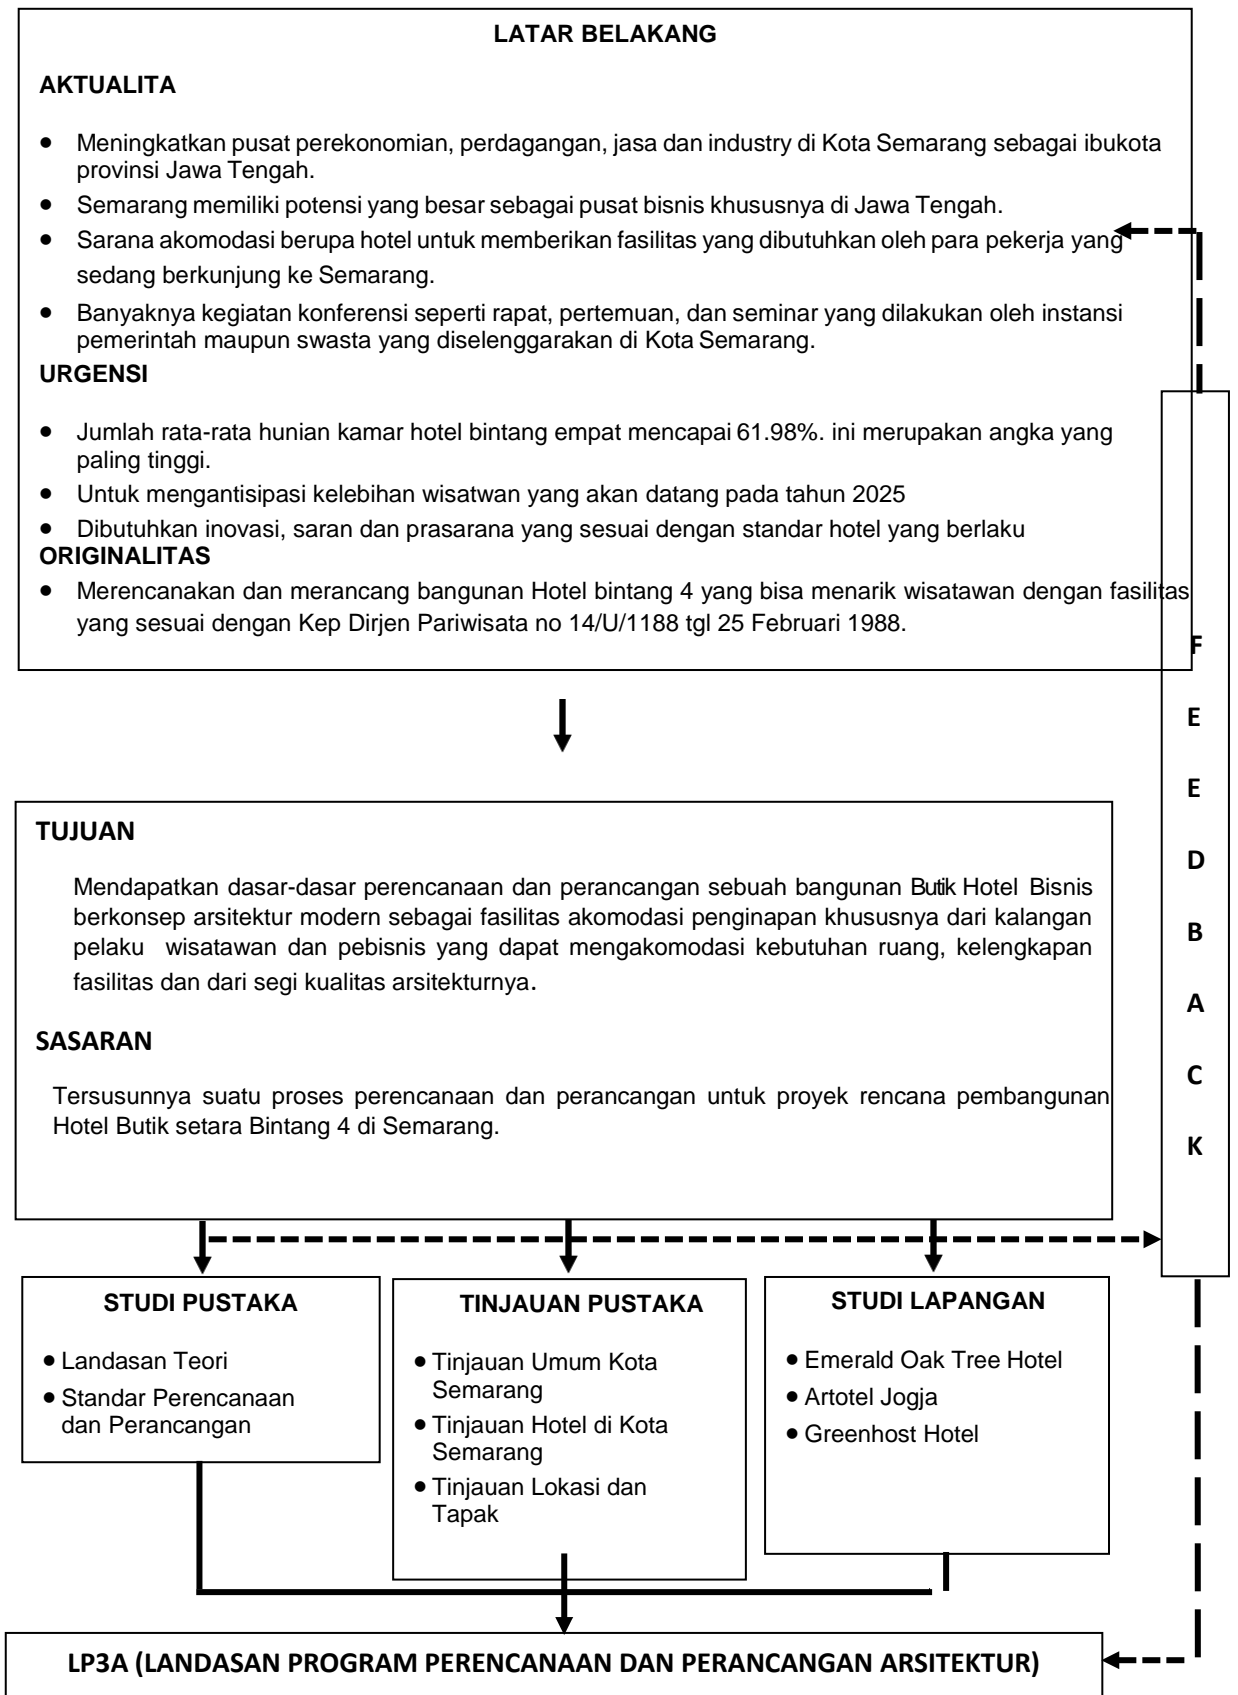 LATAR BELAKANG
AKTUALITA
• Meningkatkan pusat perekonomian, perdagangan, jasa dan industry di Kota Semarang sebagai ibukota
provinsi Jawa Tengah.
• Semarang memiliki potensi yang besar sebagai pusat bisnis khususnya di Jawa Tengah.
• Sarana akomodasi berupa hotel untuk memberikan fasilitas yang dibutuhkan oleh para pekerja yang
sedang berkunjung ke Semarang.
• Banyaknya kegiatan konferensi seperti rapat, pertemuan, dan seminar yang dilakukan oleh instansi
pemerintah maupun swasta yang diselenggarakan di Kota Semarang.
URGENSI
• Jumlah rata-rata hunian kamar hotel bintang empat mencapai 61.98%. ini merupakan angka yang
paling tinggi.
• Untuk mengantisipasi kelebihan wisatwan yang akan datang pada tahun 2025
• Dibutuhkan inovasi, saran dan prasarana yang sesuai dengan standar hotel yang berlaku
ORIGINALITAS
• Merencanakan dan merancang bangunan Hotel bintang 4 yang bisa menarik wisatawan dengan fasilitas
yang sesuai dengan Kep Dirjen Pariwisata no 14/U/1188 tgl 25 Februari 1988.
F
E
E
D
B
A
C
K
TUJUAN
Mendapatkan dasar-dasar perencanaan dan perancangan sebuah bangunan Butik Hotel Bisnis
berkonsep arsitektur modern sebagai fasilitas akomodasi penginapan khususnya dari kalangan
pelaku wisatawan dan pebisnis yang dapat mengakomodasi kebutuhan ruang, kelengkapan
fasilitas dan dari segi kualitas arsitekturnya.
SASARAN
Tersusunnya suatu proses perencanaan dan perancangan untuk proyek rencana pembangunan
Hotel Butik setara Bintang 4 di Semarang.
STUDI PUSTAKA
• Landasan Teori
• Standar Perencanaan
dan Perancangan
TINJAUAN PUSTAKA
• Tinjauan Umum Kota
Semarang
• Tinjauan Hotel di Kota
Semarang
• Tinjauan Lokasi dan
Tapak
STUDI LAPANGAN
• Emerald Oak Tree Hotel
• Artotel Jogja
• Greenhost Hotel
LP3A (LANDASAN PROGRAM PERENCANAAN DAN PERANCANGAN ARSITEKTUR)